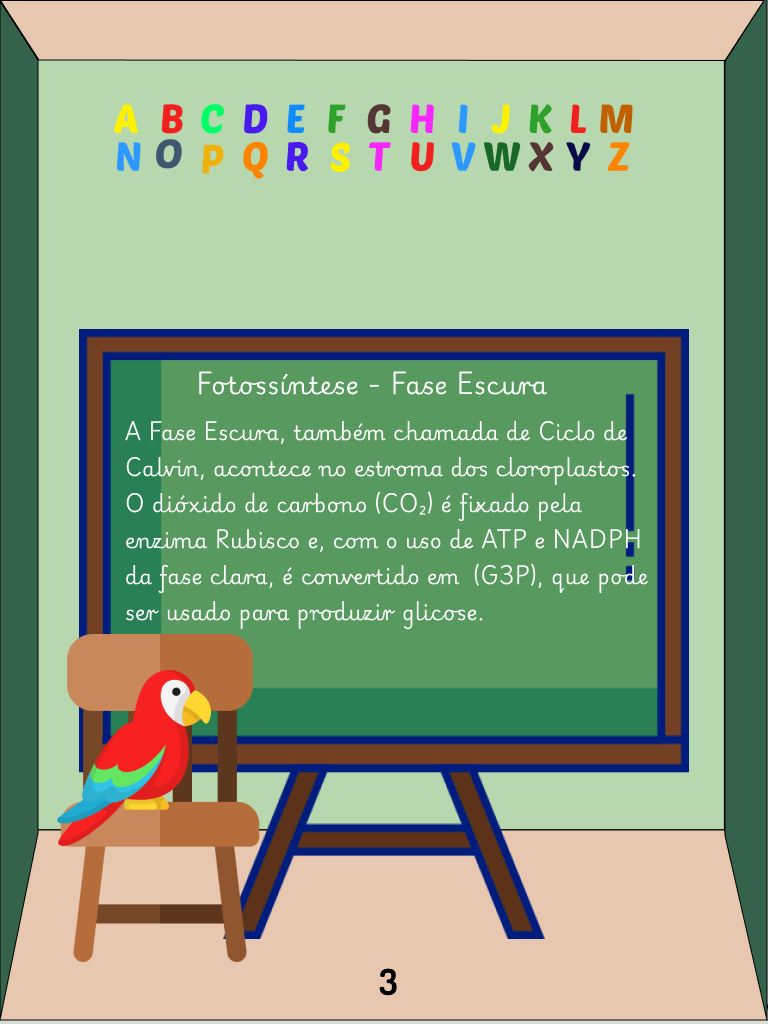 A B C D E F G H I J K L M
N O P Q R S T U V W X Y Z
Fotossíntese - Fase Escura
A Fase Escura, também chamada de Ciclo de
Calvin, acontece no estroma dos cloroplastos.
O dióxido de carbono (CO₂) é fixado pela
enzima Rubisco e, com o uso de ATP e NADPH
da fase clara, é convertido em (G3P), que pode
ser usado para produzir glicose.
3